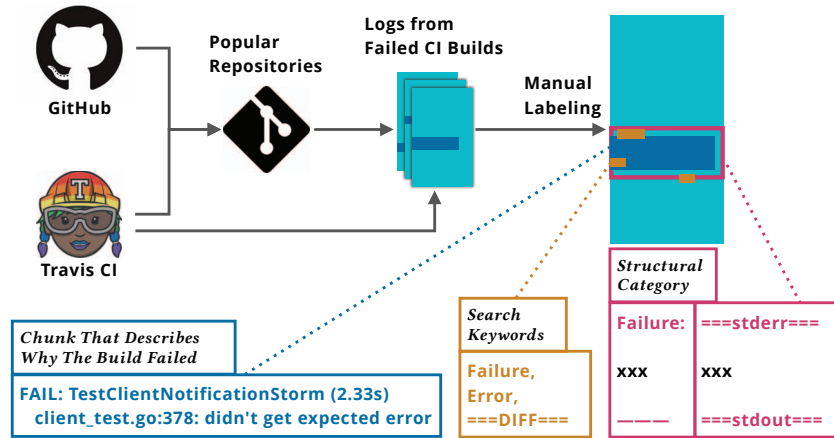 GitHub
Popular
Repositories
Logs from
Failed CI Builds
Manual
Labeling
T
Travis CI
Chunk That Describes
Why The Build Failed
FAIL: TestClientNotificationStorm (2.33s)
client_test.go:378: didn't get expected error
Search
Keywords
Failure,
Error,
===DIFF===
Structural
Category
Failure:
xxx
———
===stderr===
xxx
===stdout===